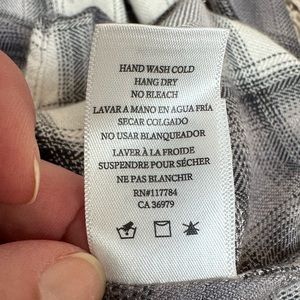 HAND WASH COLD
HANG DRY
NO BLEACH
LAVAR A MANO EN AGUA FRÍA
SECAR COLGADO
NO USAR BLANQUEADOR
LAVER À LA FROIDE
SUSPENDRE POUR SÉCHER
NE PAS BLANCHIR
RN#117784
CA 36979